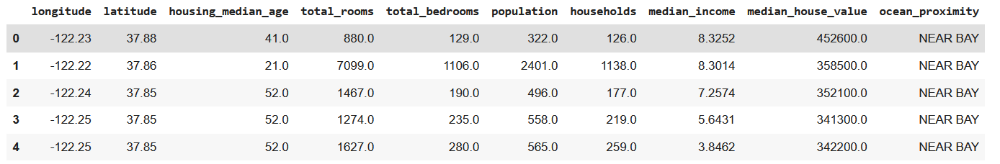 longitude latitude housing_median_age total_rooms total_bedrooms population households median_income median_house_value ocean_proximity
0 -122.23 37.88 41.0 880.0 129.0 322.0 126.0 8.3252 452600.0 NEAR BAY
1 -122.22 37.86 21.0 7099.0 1106.0 2401.0 1138.0 8.3014 358500.0 NEAR BAY
2 -122.24 37.85 52.0 1467.0 190.0 496.0 177.0 7.2574 352100.0 NEAR BAY
3 -122.25 37.85 52.0 1274.0 235.0 558.0 219.0 5.6431 341300.0 NEAR BAY
4 -122.25 37.85 52.0 1627.0 280.0 565.0 259.0 3.8462 342200.0 NEAR BAY